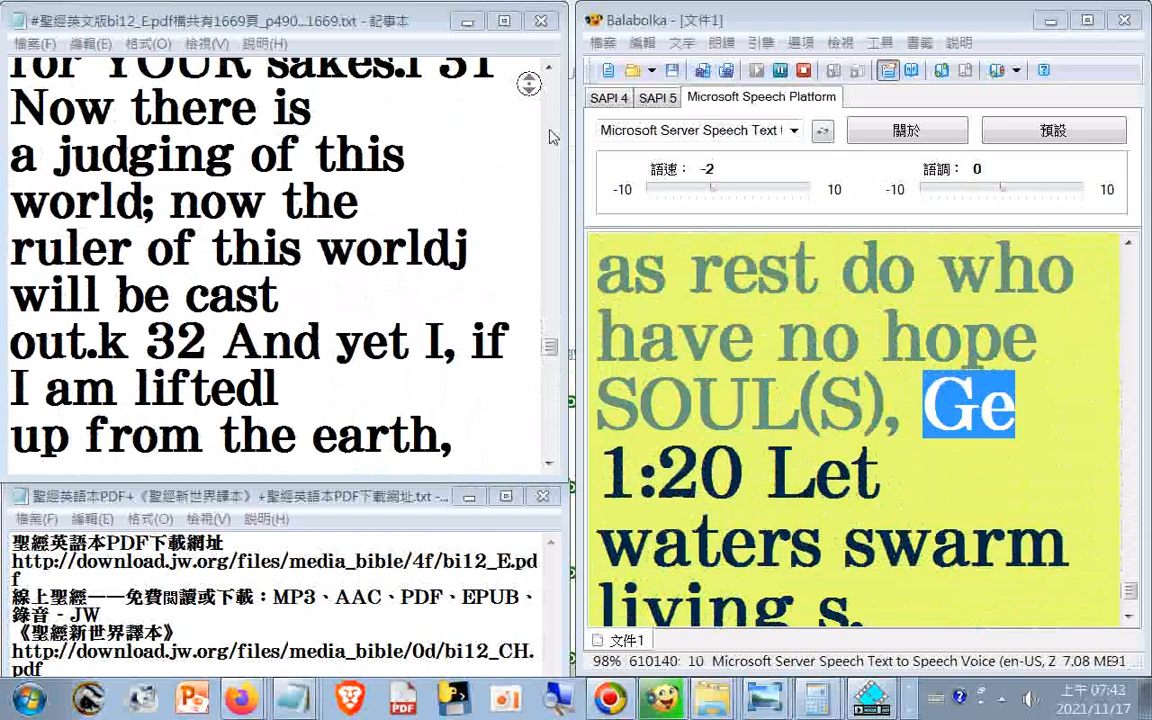 #聖經英文版bi12_E.pdf橫共有1669頁_p490...1669.txt - 記事本
檔案(F) 編輯(E) 格式(O) 檢視(V) 說明(H)
for YOUR sakes.i 31
Now there is
a judging of this
world; now the
ruler of this worldj
will be cast
out.k 32 And yet I, if
I am liftedl
up from the earth,
聖經英語本PDF+《聖經新世界譯本》+聖經英語本PDF下載網址.txt -...
檔案(F) 編輯(E) 格式(O) 檢視(V) 說明(H)
聖經英語本PDF下載網址
http://download.jw.org/files/media_bible/4f/bi12_E.pd
f
線上聖經──免費閱讀或下載：MP3、AAC、PDF、EPUB、
錄音 - JW
《聖經新世界譯本》
http://download.jw.org/files/media_bible/0d/bi12_CH.
pdf
Balabolka - [文件1]
檔案 編輯 文字 朗讀 引擎 選項 檢視 工具 書籤 說明
SAPI 4 SAPI 5 Microsoft Speech Platform
Microsoft Server Speech Text 關於 預設
語速： -2 語調： 0
-10 10 -10 10
as rest do who
have no hope
SOUL(S), Ge
1:20 Let
waters swarm
living s.
文件1
98% 610140: 10 Microsoft Server Speech Text to Speech Voice (en-US, Z 7.08 ME91
上午 07:43
2021/11/17